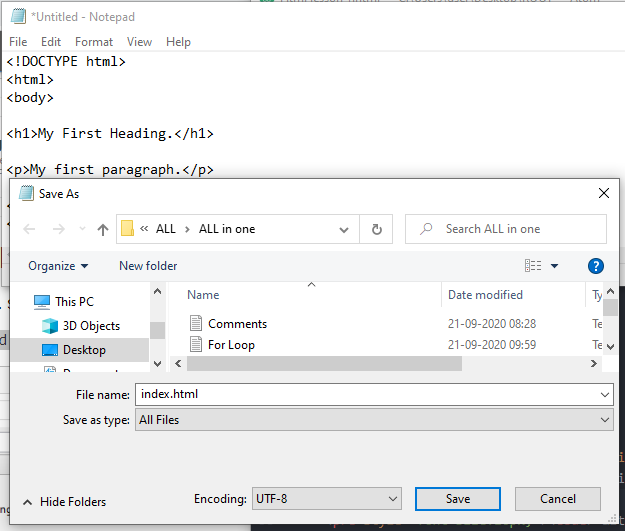 *Untitled - Notepad
File Edit Format View Help
<!DOCTYPE html>
<html>
<body>
<h1>My First Heading.</h1>
<p>My first paragraph.</p>
Save As
« ALL › ALL in one
Search ALL in one
Organize New folder
Name Date modified
This PC
3D Objects
Desktop
Comments 21-09-2020 08:28 Te
For Loop 21-09-2020 09:59 Te
File name: index.html
Save as type: All Files
Hide Folders Encoding: UTF-8 Save Cancel